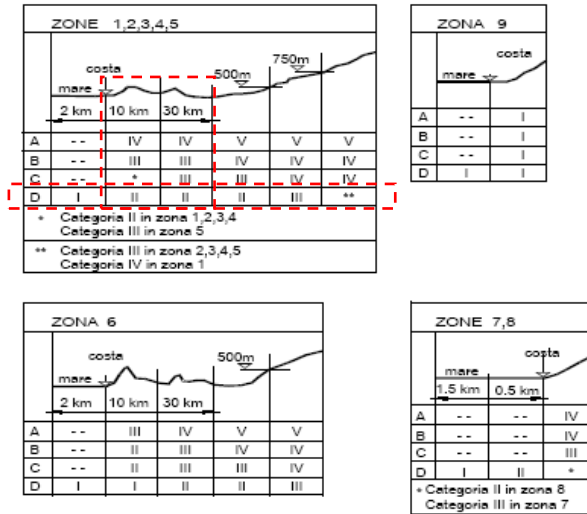 ZONE 1,2,3,4,5
750m
costa
500m
mare
2 km 10 km 30 km
A -- IV IV V V V
B -- III III IV IV IV
C -- * III III IV IV
D I II II II III **
* Categoria II in zona 1,2,3,4
Categoria III in zona 5
** Categoria III in zona 2,3,4,5
Categoria IV in zona 1
ZONA 9
costa
mare
A -- I
B -- I
C -- I
D I I
ZONA 6
costa
500m
mare
2 km 10 km 30 km
A -- III IV V V
B -- II III IV IV
C -- II III III IV
D I I II II III
ZONE 7,8
costa
mare
1.5 km 0.5 km
A -- -- IV
B -- -- IV
C -- -- III
D I II *
* Categoria II in zona 8
Categoria III in zona 7